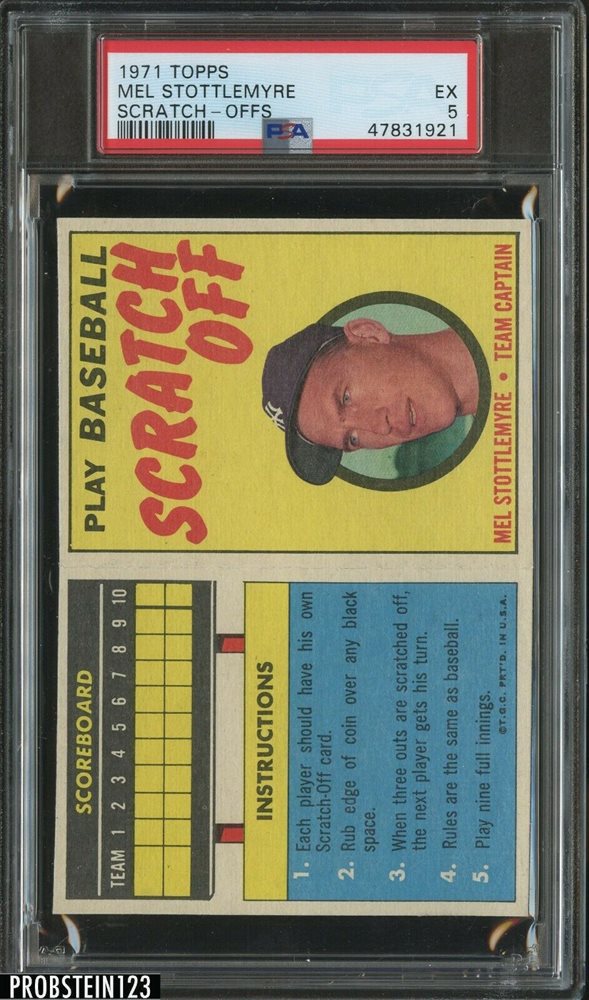 1971 TOPPS
MEL STOTTLEMYRE EX
SCRATCH-OFFS 5
PSA 47831921
PLAY BASEBALL
SCRATCH
OFF
NY
MEL STOTTLEMYRE • TEAM CAPTAIN
SCOREBOARD
TEAM 1 2 3 4 5 6 7 8 9 10
INSTRUCTIONS
1. Each player should have his own
Scratch-Off card.
2. Rub edge of coin over any black
space.
3. When three outs are scratched off,
the next player gets his turn.
4. Rules are the same as baseball.
5. Play nine full innings.
©T.G.C. PRT'D. IN U.S.A.
PROBSTEIN123